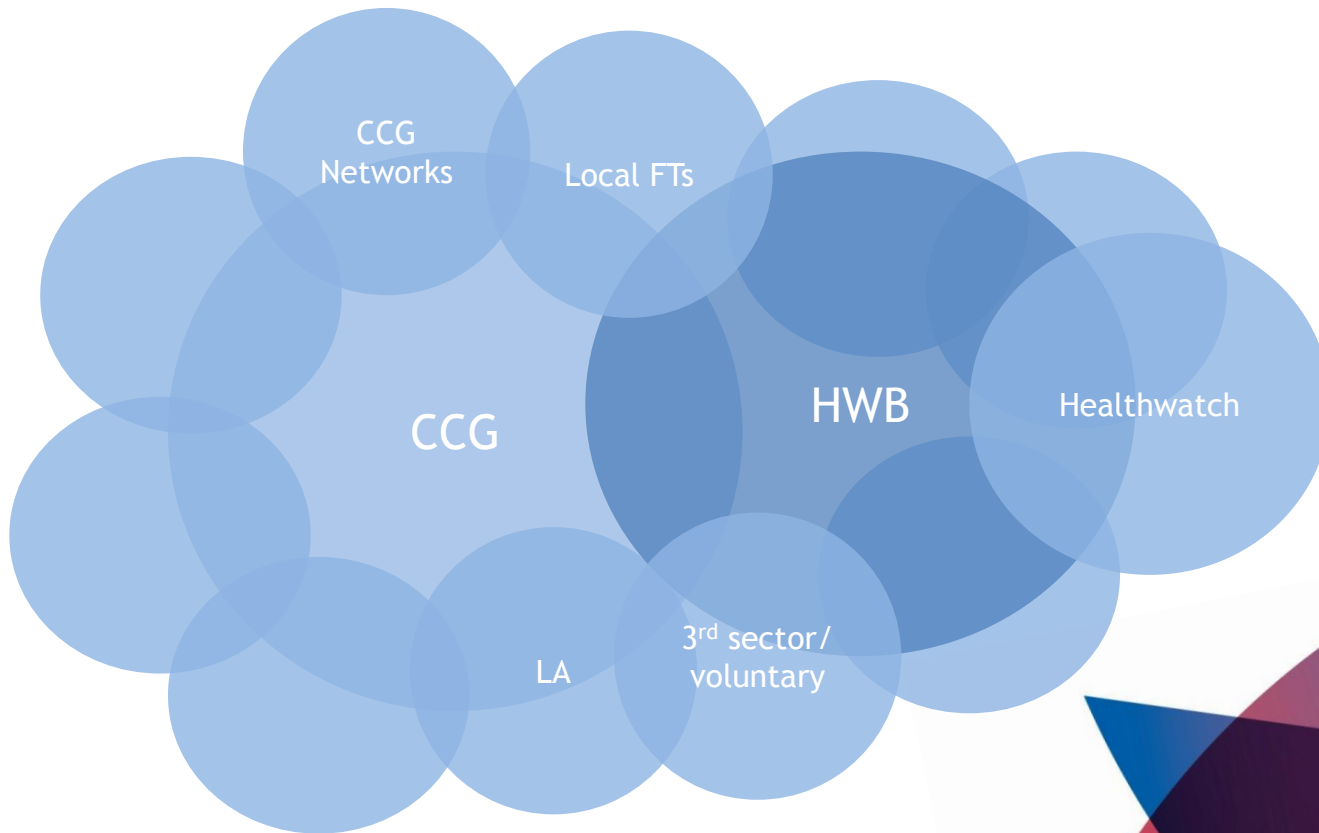 CCG
Networks
Local FTs
CCG
HWB
Healthwatch
LA
3rd sector/
voluntary